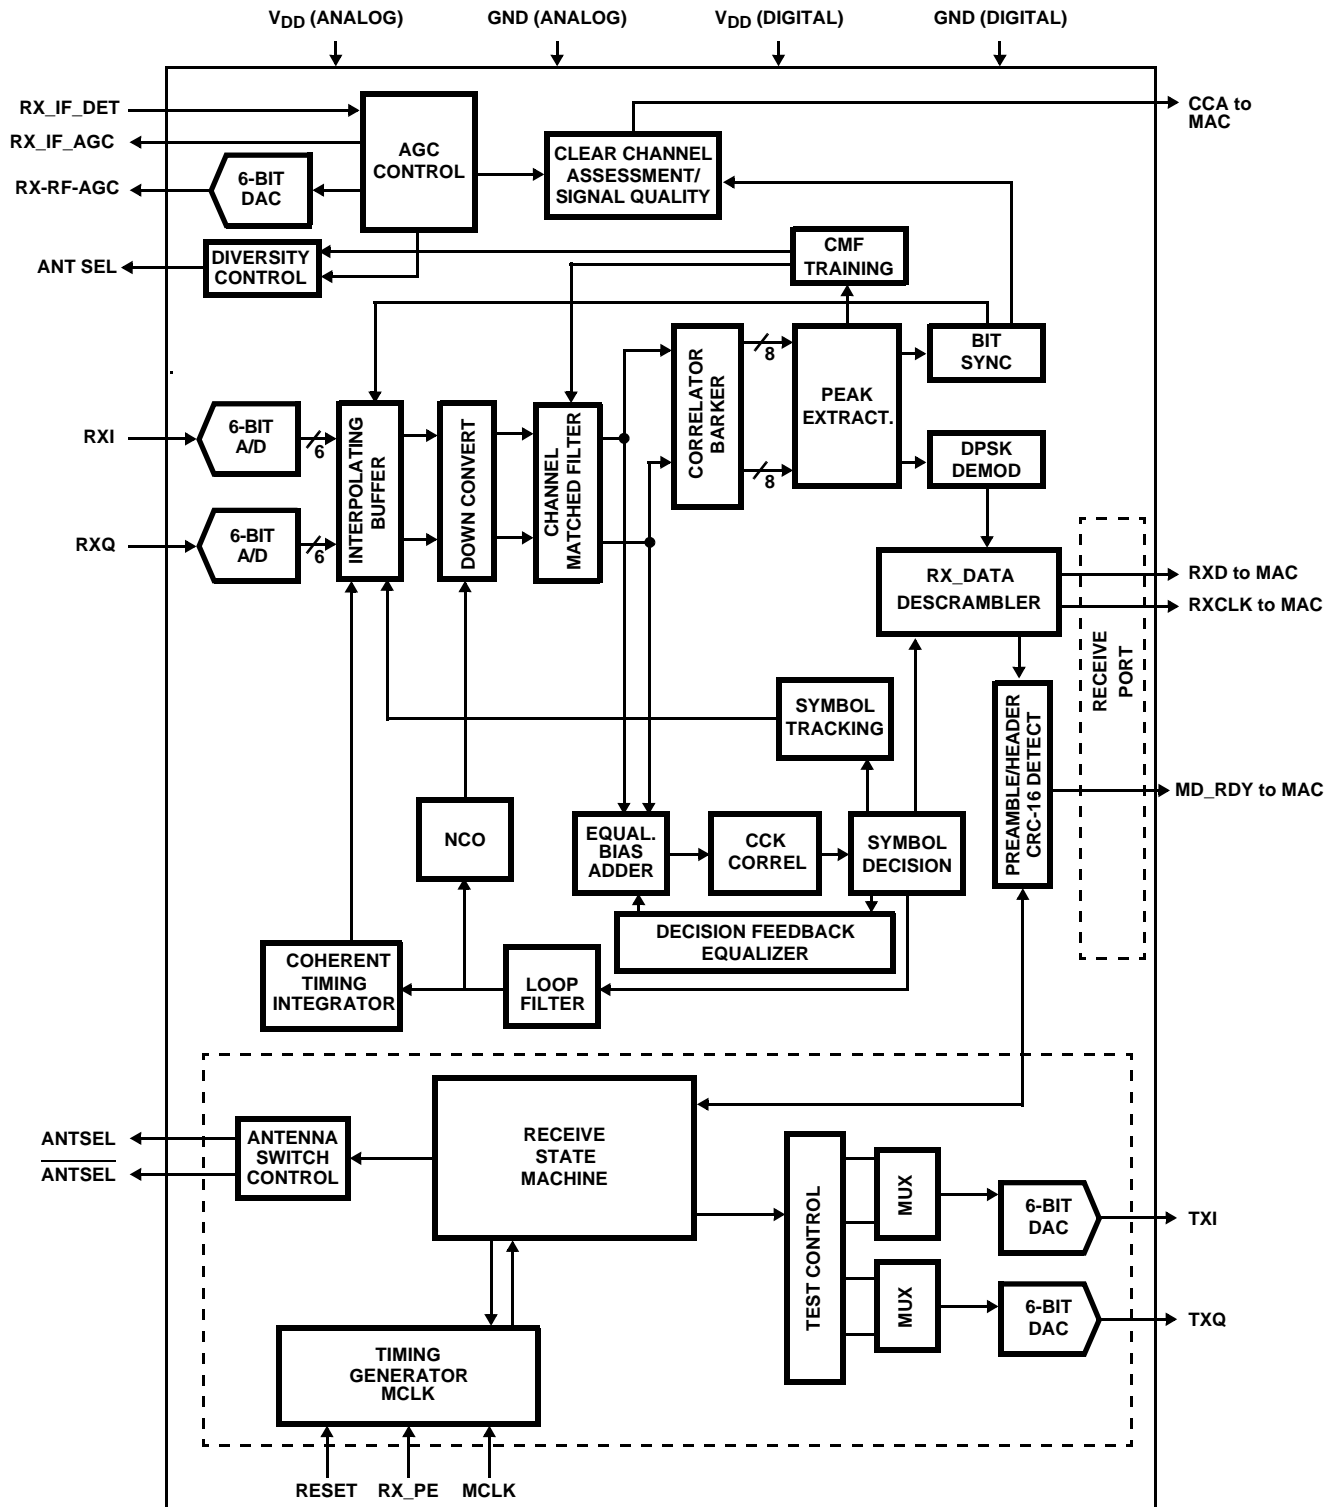 VDD (ANALOG)
GND (ANALOG)
VDD (DIGITAL)
GND (DIGITAL)
RX_IF_DET
RX_IF_AGC
RX-RF-AGC
6-BIT
DAC
AGC
CONTROL
CLEAR CHANNEL
ASSESSMENT/
SIGNAL QUALITY
CCA to
MAC
ANT SEL
DIVERSITY
CONTROL
CMF
TRAINING
BIT
SYNC
RXI
6-BIT
A/D
6
INTERPOLATING
BUFFER
DOWN CONVERT
CHANNEL
MATCHED FILTER
CORRELATOR
BARKER
8
8
PEAK
EXTRACT.
DPSK
DEMOD
RXQ
6-BIT
A/D
6
RX_DATA
DESCRAMBLER
RXD to MAC
RXCLK to MAC
RECEIVE
PORT
SYMBOL
TRACKING
PREAMBLE/HEADER
CRC-16 DETECT
MD_RDY to MAC
NCO
EQUAL.
BIAS
ADDER
CCK
CORREL
SYMBOL
DECISION
DECISION FEEDBACK
EQUALIZER
COHERENT
TIMING
INTEGRATOR
LOOP
FILTER
ANTSEL
ANTSEL
ANTENNA
SWITCH
CONTROL
RECEIVE
STATE
MACHINE
TEST CONTROL
MUX
6-BIT
DAC
TXI
MUX
6-BIT
DAC
TXQ
TIMING
GENERATOR
MCLK
RESET
RX_PE
MCLK